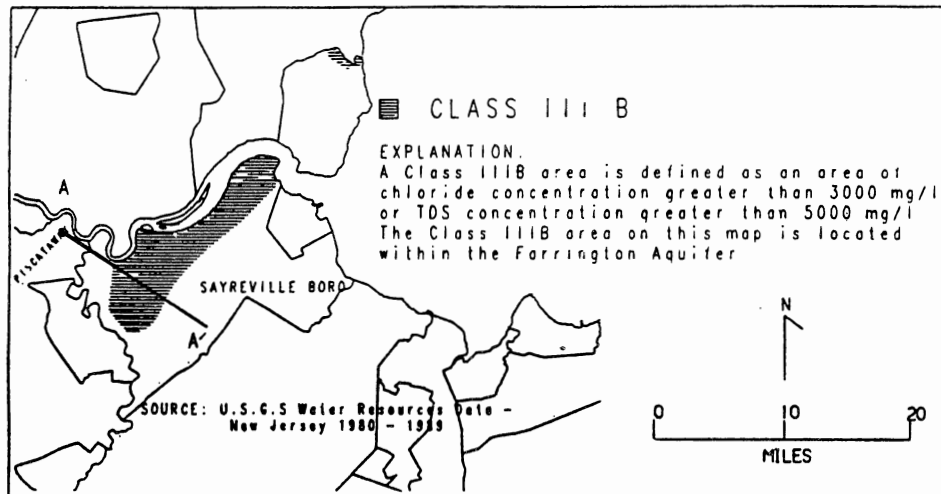 CLASS III B
EXPLANATION.
A Class IIIB area is defined as an area of
chloride concentration greater than 3000 mg/l
or TDS concentration greater than 5000 mg/l
The Class IIIB area on this map is located
within the Farrington Aquifer
A
SAYREVILLE BORO
A-
N
SOURCE: U.S.G.S Water Resources Data -
New Jersey 1980 - 1989
0 10 20
MILES